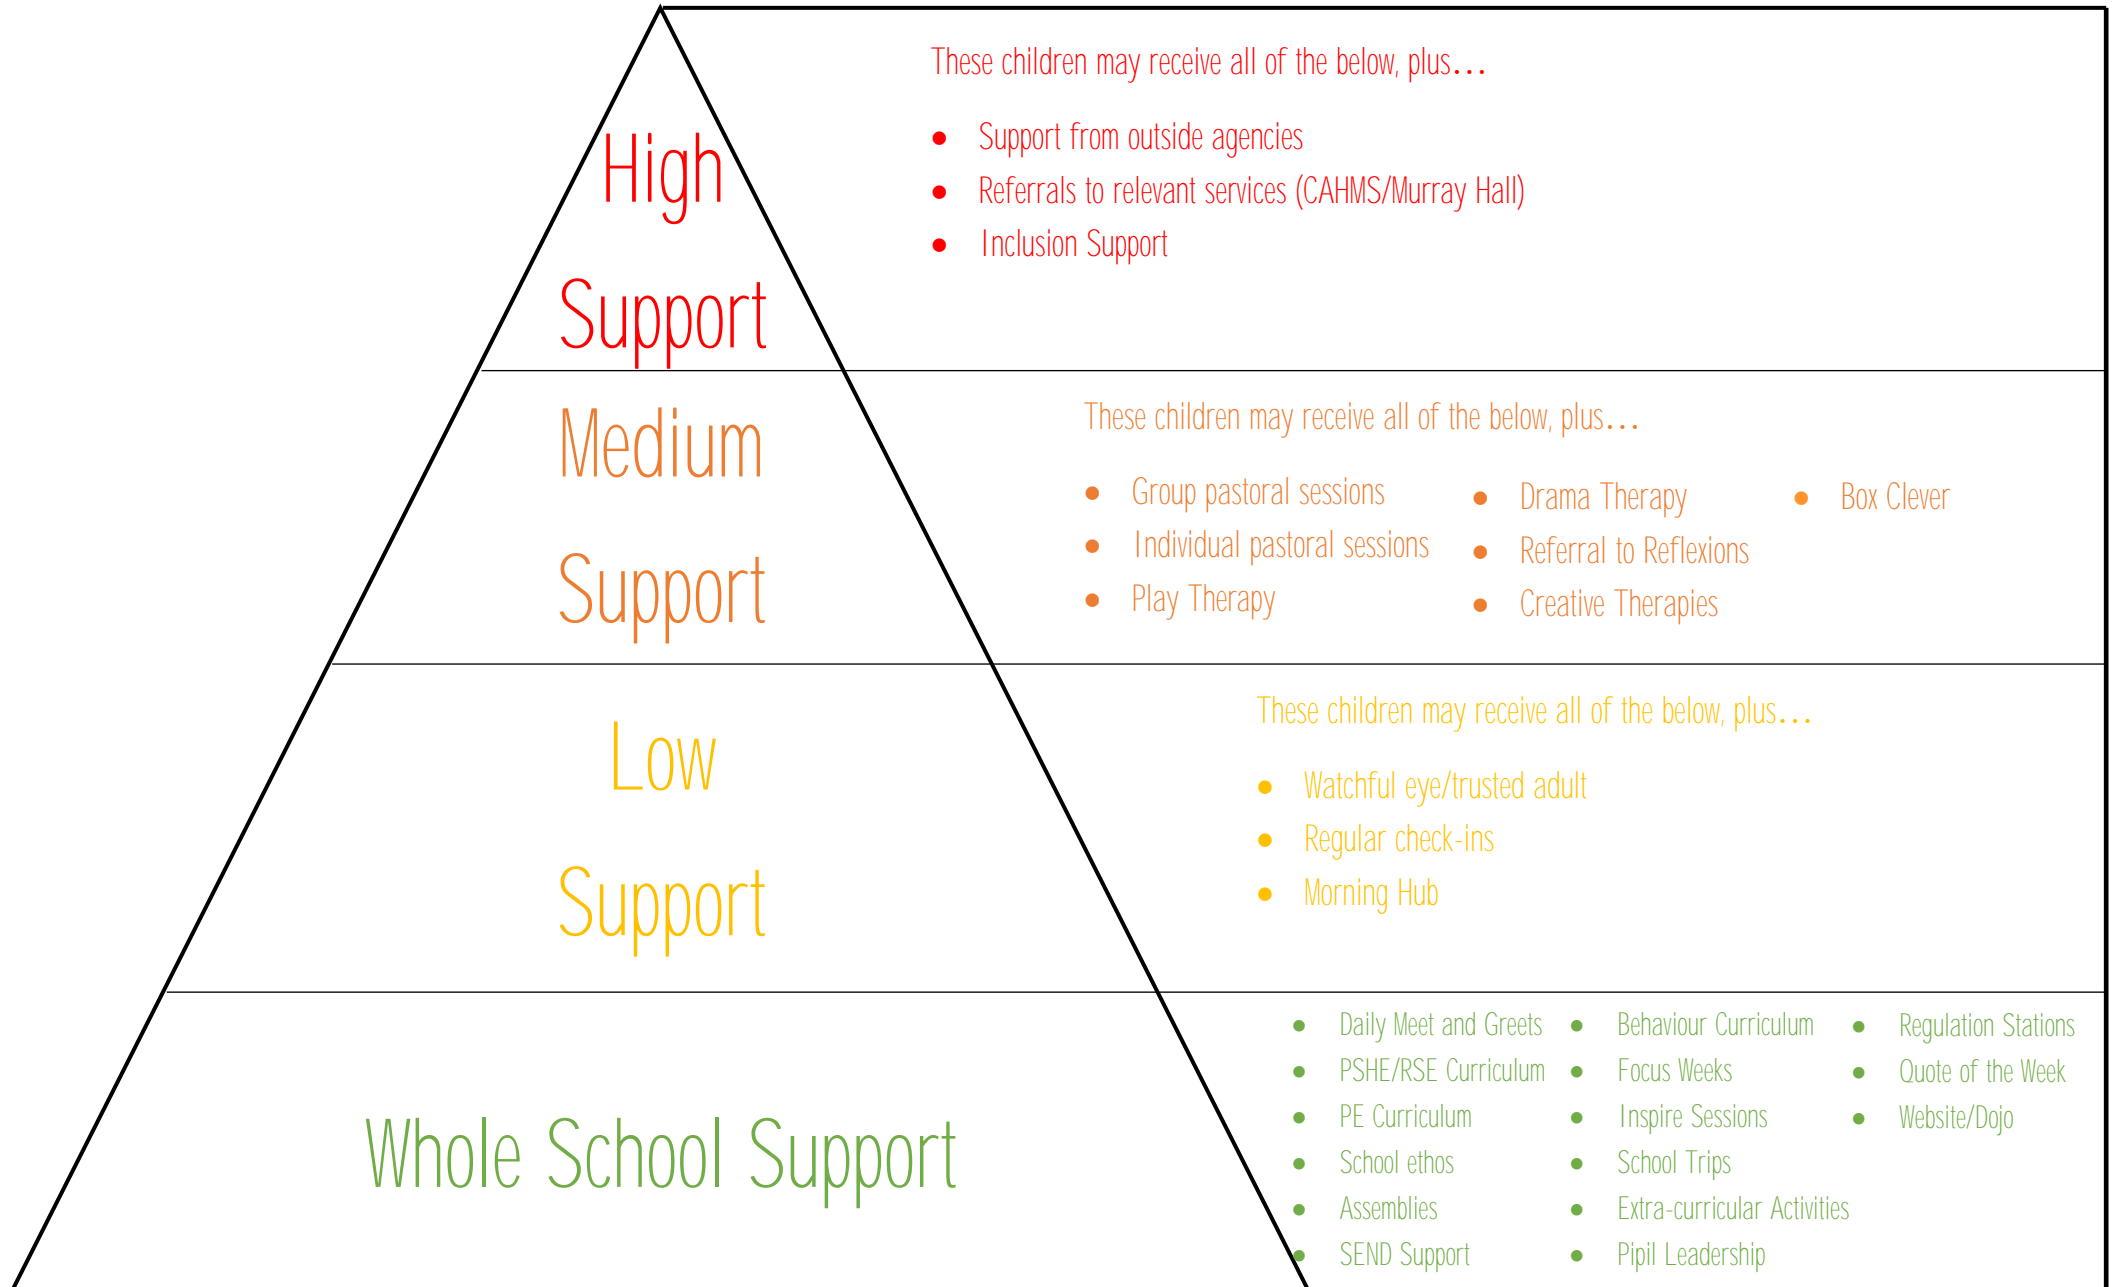 These children may receive all of the below, plus...
High
Support
• Support from outside agencies
• Referrals to relevant services (CAHMS/Murray Hall)
• Inclusion Support
Medium
Support
These children may receive all of the below, plus...
• Group pastoral sessions
• Individual pastoral sessions
• Play Therapy
• Drama Therapy
• Referral to Reflexions
• Creative Therapies
• Box Clever
Low
Support
These children may receive all of the below, plus...
• Watchful eye/trusted adult
• Regular check-ins
• Morning Hub
Whole School Support
• Daily Meet and Greets
• PSHE/RSE Curriculum
• PE Curriculum
• School ethos
• Assemblies
• SEND Support
• Behaviour Curriculum
• Focus Weeks
• Inspire Sessions
• School Trips
• Extra-curricular Activities
• Pipil Leadership
• Regulation Stations
• Quote of the Week
• Website/Dojo